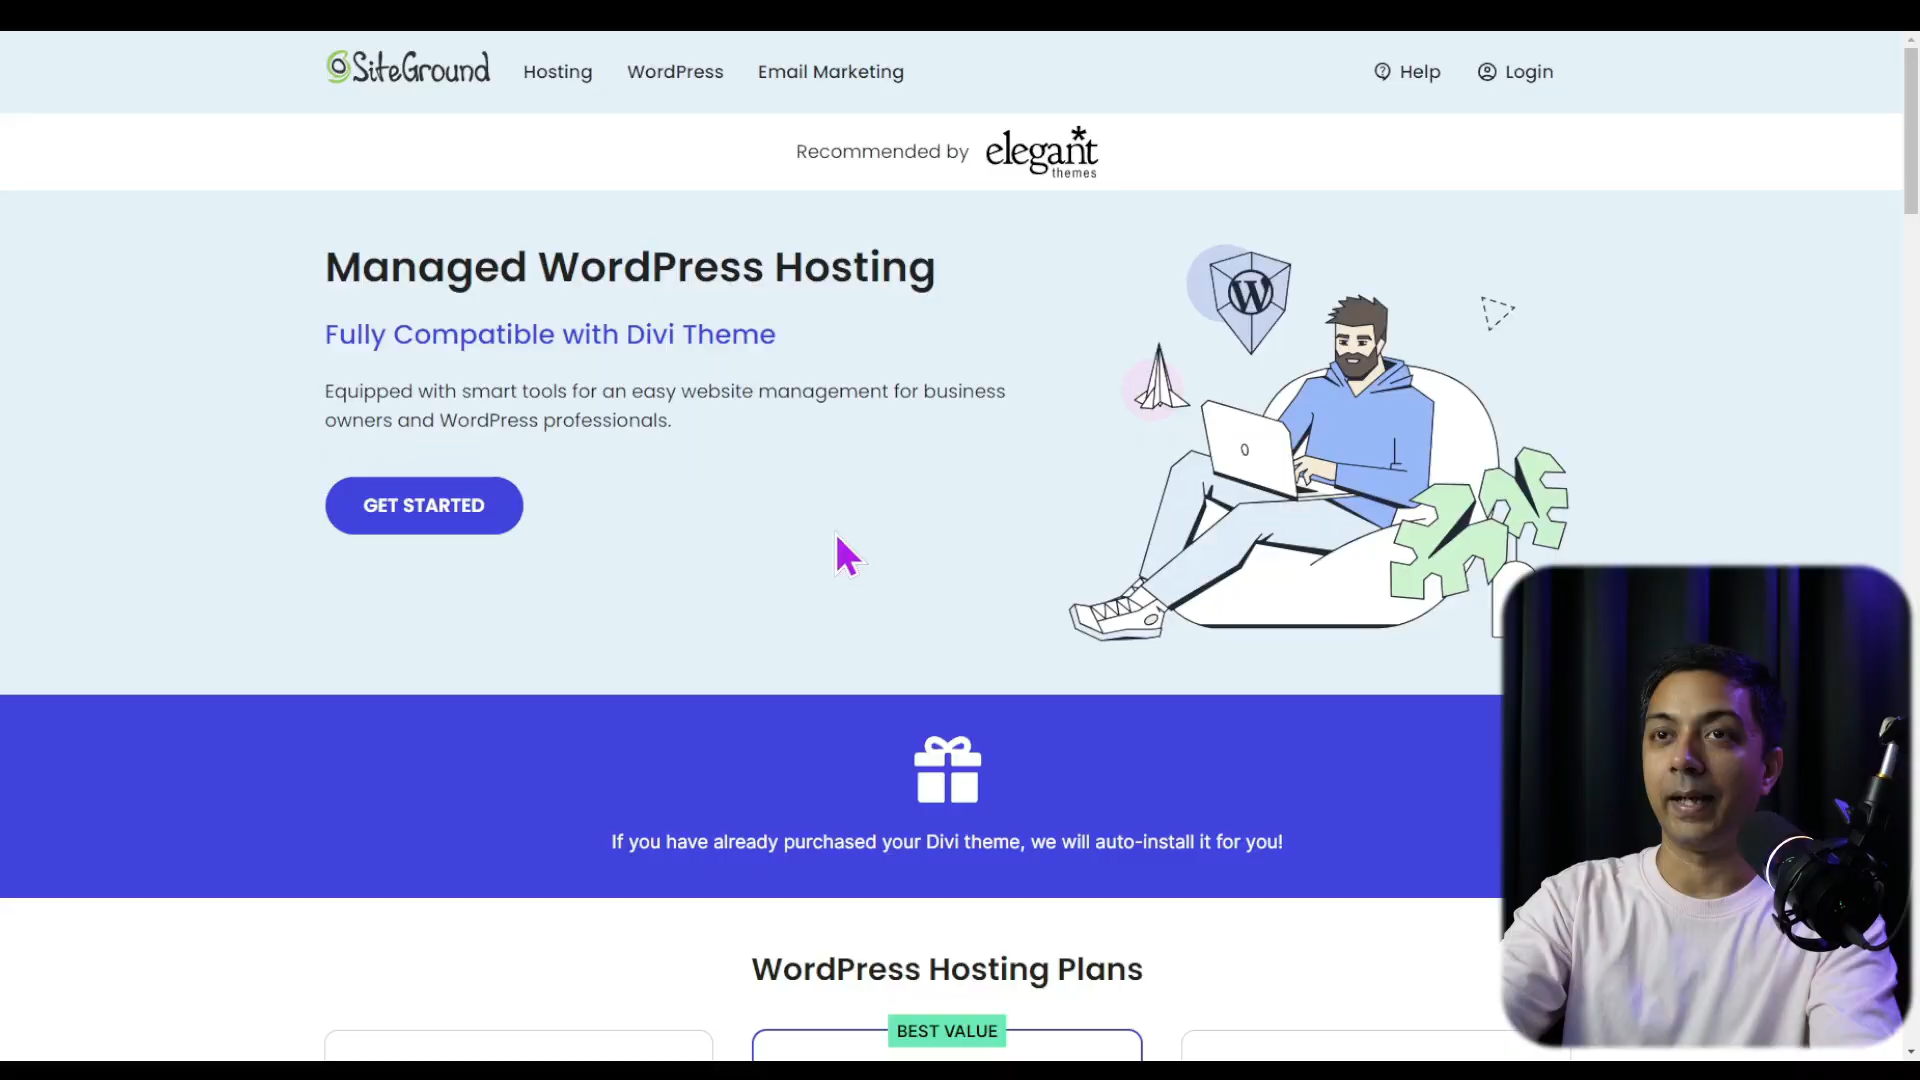 SiteGround
Hosting
WordPress
Email Marketing
Help
Login
Recommended by
elegant
themes
Managed WordPress Hosting
Fully Compatible with Divi Theme
Equipped with smart tools for an easy website management for business
owners and WordPress professionals.
GET STARTED
If you have already purchased your Divi theme, we will auto-install it for you!
WordPress Hosting Plans
BEST VALUE